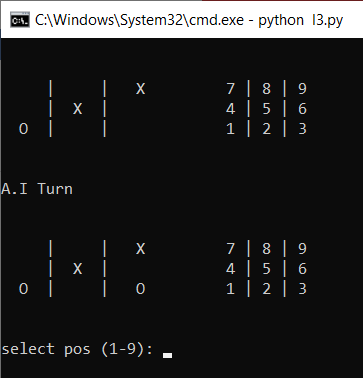 C:\Windows\System32\cmd.exe - python l3.py
| | X 7 | 8 | 9
| X | 4 | 5 | 6
O | | 1 | 2 | 3
A.I Turn
| | X 7 | 8 | 9
| X | 4 | 5 | 6
O | | O 1 | 2 | 3
select pos (1-9):